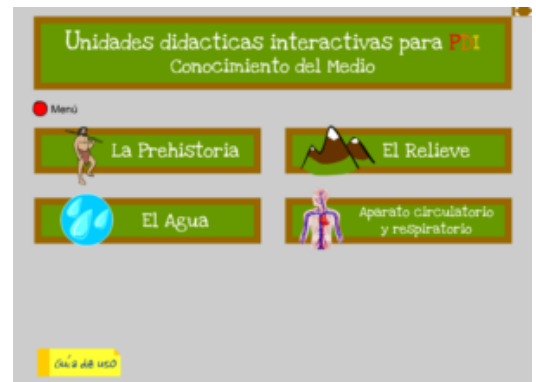 Unidades didacticas interactivas para PDI
Conocimiento del Medio
Menú
La Prehistoria
El Relieve
El Agua
Aparato circulatorio
y respiratorio
Guía de uso